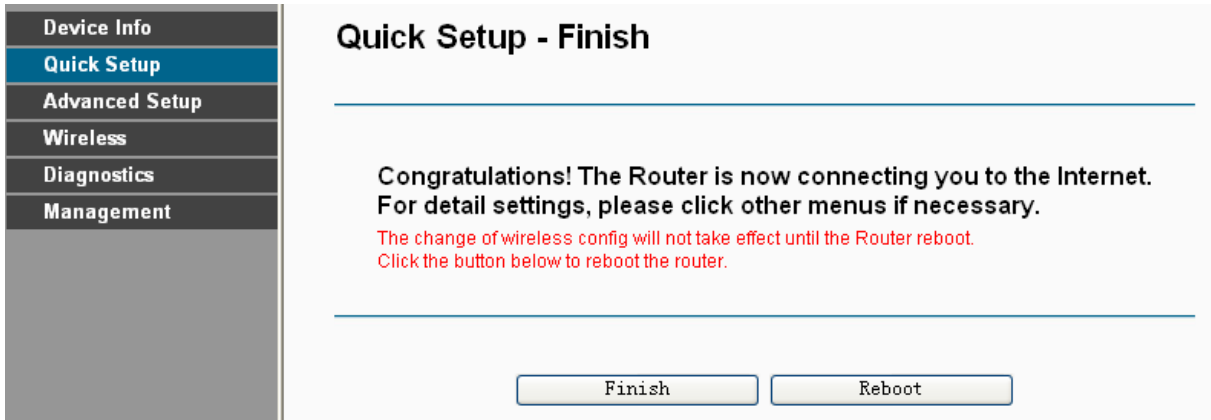 Device Info
Quick Setup
Advanced Setup
Wireless
Diagnostics
Management
Quick Setup - Finish
Congratulations! The Router is now connecting you to the Internet.
For detail settings, please click other menus if necessary.
The change of wireless config will not take effect until the Router reboot.
Click the button below to reboot the router.
Finish
Reboot